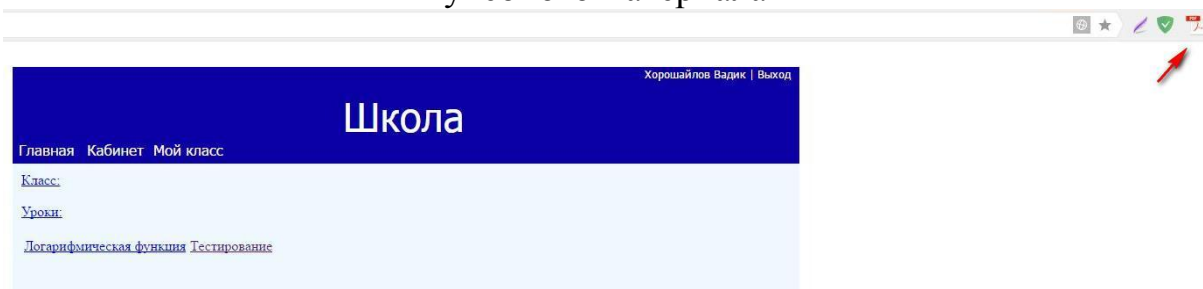 Хорошайлов Вадик | Выход
Школа
Главная Кабинет Мой класс
Класс:
Уроки:
Логарифмическая функция Тестирование